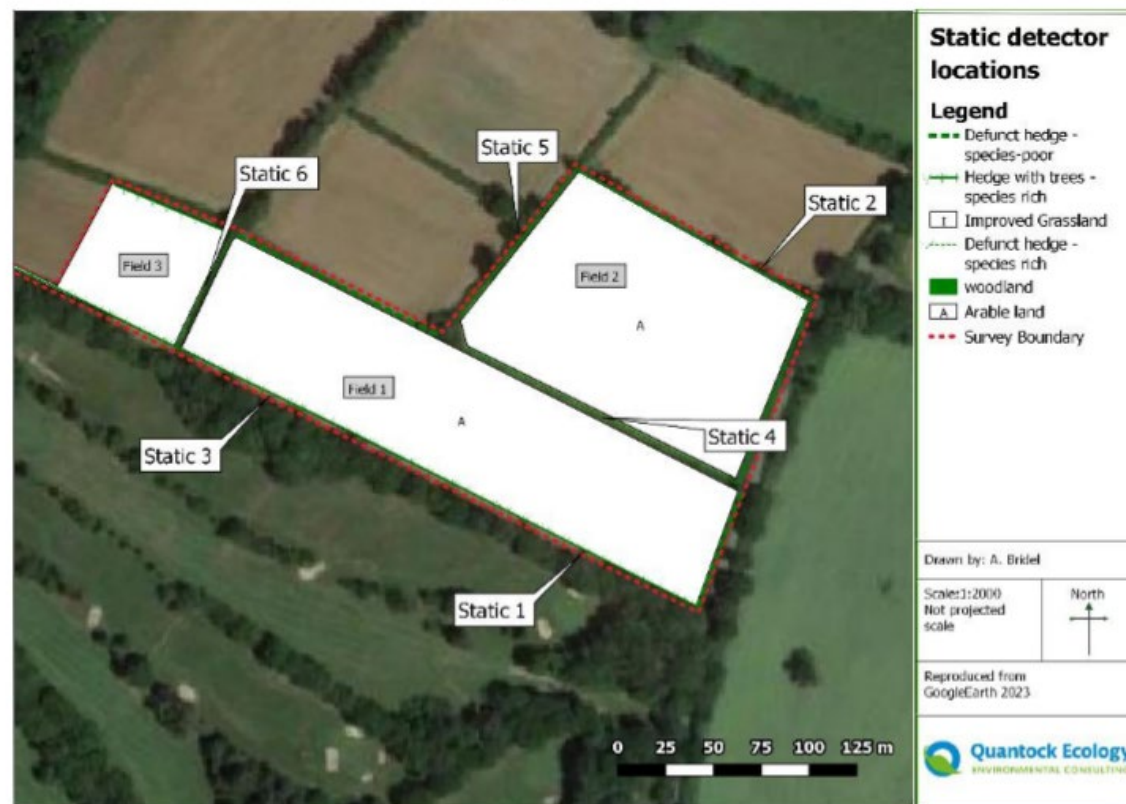 Static detector
locations
Legend
Defunct hedge -
species-poor
Hedge with trees -
species rich
I Improved Grassland
Defunct hedge -
species rich
woodland
A Arable land
Survey Boundary
Static 5
Static 6
Static 2
Field 3
Field 2
A
Field 1
A
Static 4
Static 3
Static 1
0 25 50 75 100 125 m
Drawn by: A. Bridel
Scale:1:2000
Not projected
scale
North
Reproduced from
GoogleEarth 2023
Quantock Ecology
ENVIRONMENTAL CONSULTING